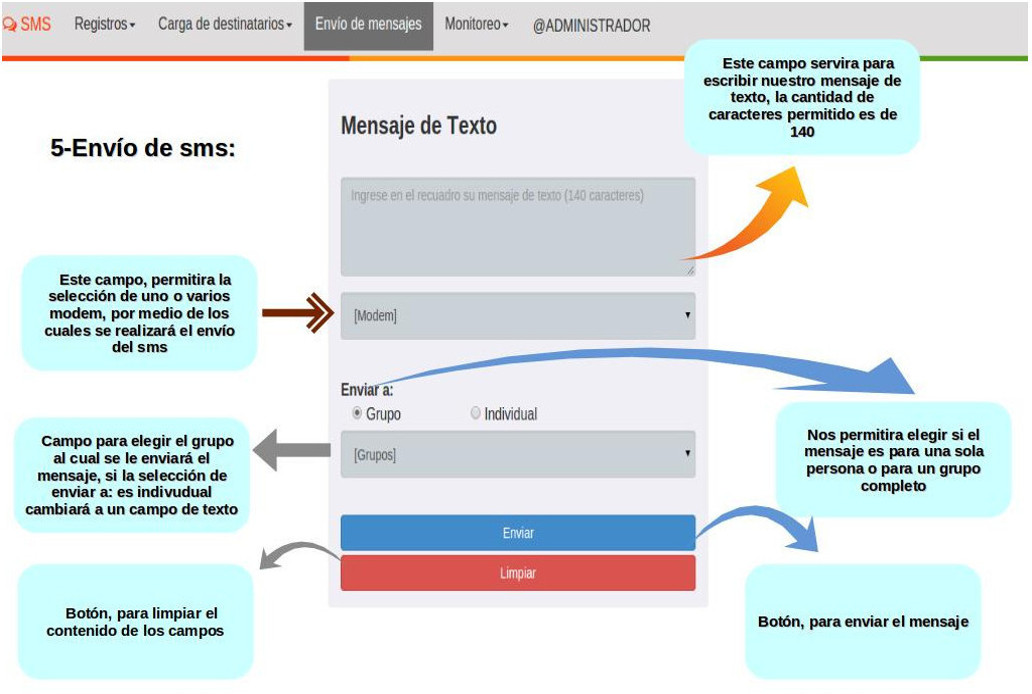 SMS Registros Carga de destinatarios Envío de mensajes Monitoreo @ADMINISTRADOR
Este campo servira para
escribir nuestro mensaje de
texto, la cantidad de
caracteres permitido es de
140
5-Envío de sms:
Mensaje de Texto
Ingrese en el recuadro su mensaje de texto (140 caracteres)
Este campo, permitira la
selección de uno o varios
modem, por medio de los
cuales se realizará el envío
del sms
[Modem]
Enviar a:
Grupo Individual
[Grupos]
Campo para elegir el grupo
al cual se le enviará el
mensaje, si la selección de
enviar a: es indivudual
cambiará a un campo de texto
Nos permitira elegir si el
mensaje es para una sola
persona o para un grupo
completo
Enviar
Limpiar
Botón, para limpiar el
contenido de los campos
Botón, para enviar el mensaje